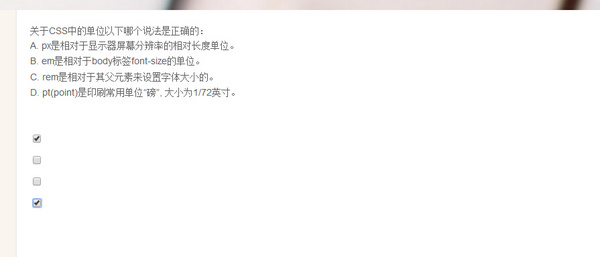 关于CSS中的单位以下哪个说法是正确的：
A. px是相对于显示器屏幕分辨率的相对长度单位。
B. em是相对于body标签font-size的单位。
C. rem是相对于其父元素来设置字体大小的。
D. pt(point)是印刷常用单位“磅”, 大小为1/72英寸。